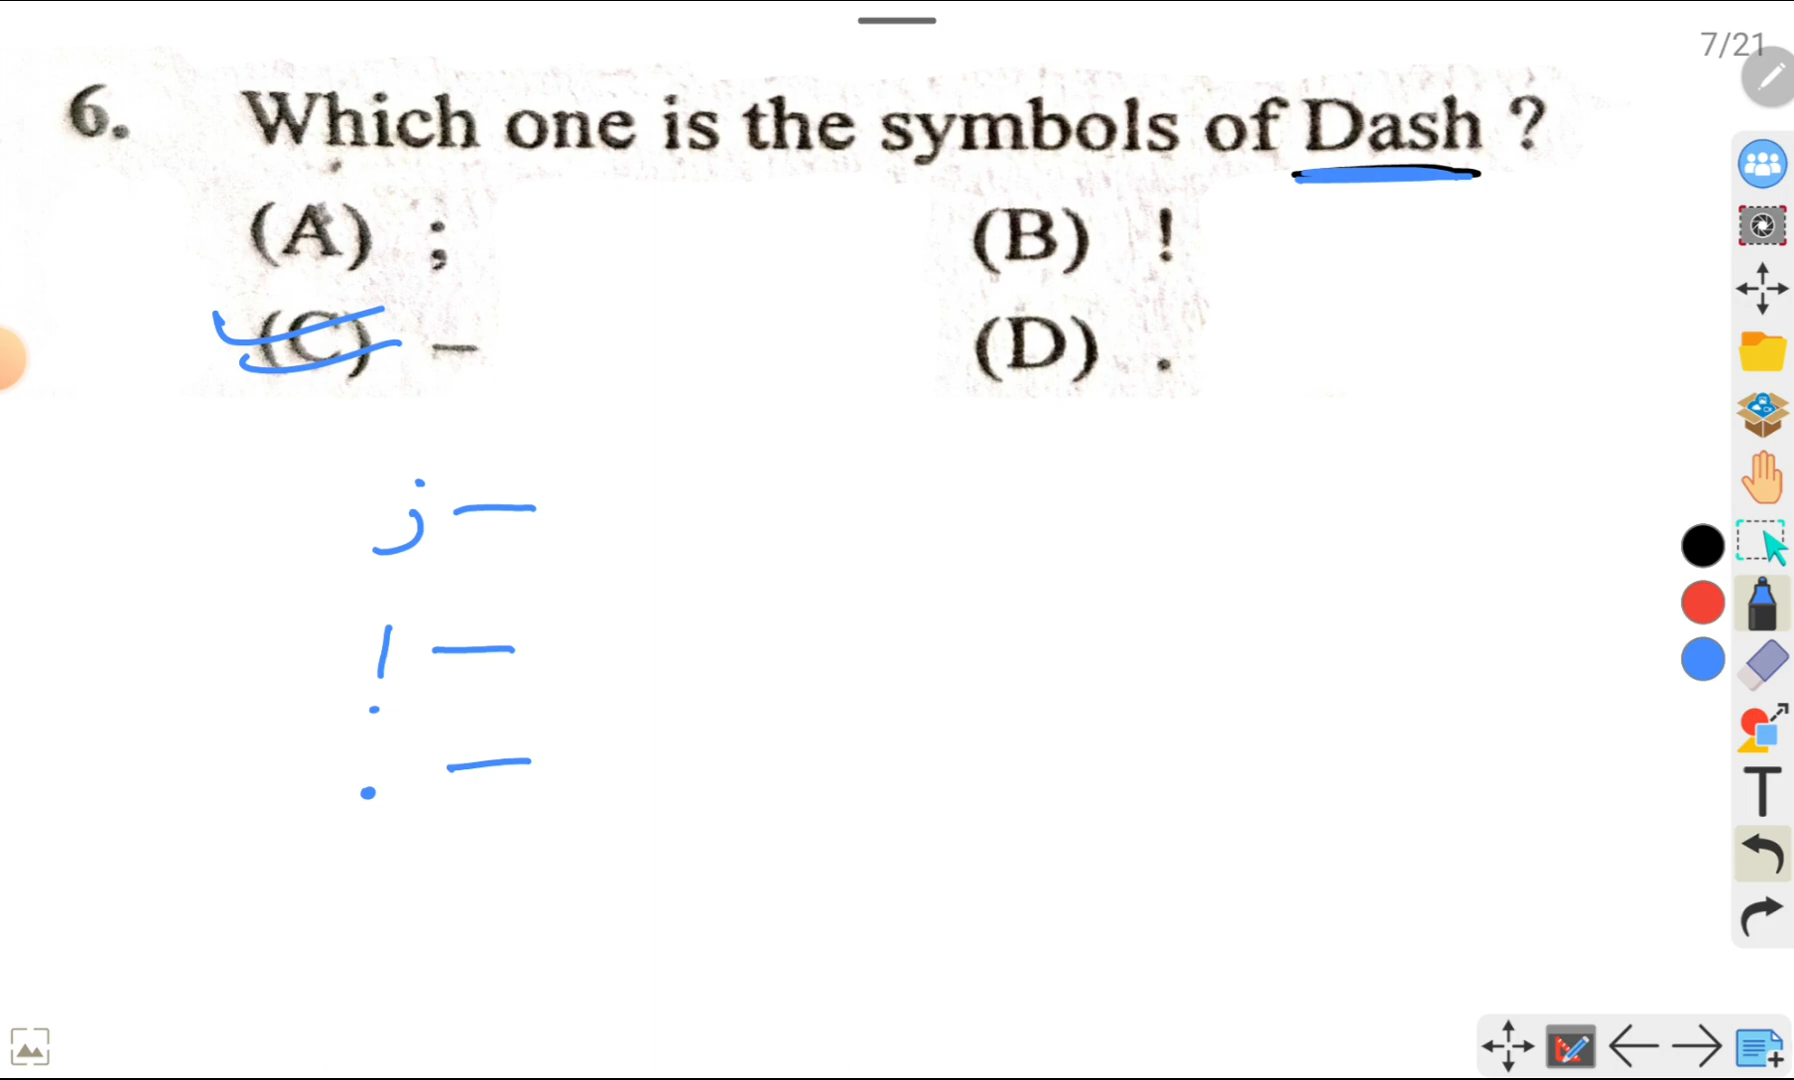 7/21
6. Which one is the symbols of Dash ?
(A) ; (B) !
(C) – (D) .
; —
! —
. —
T